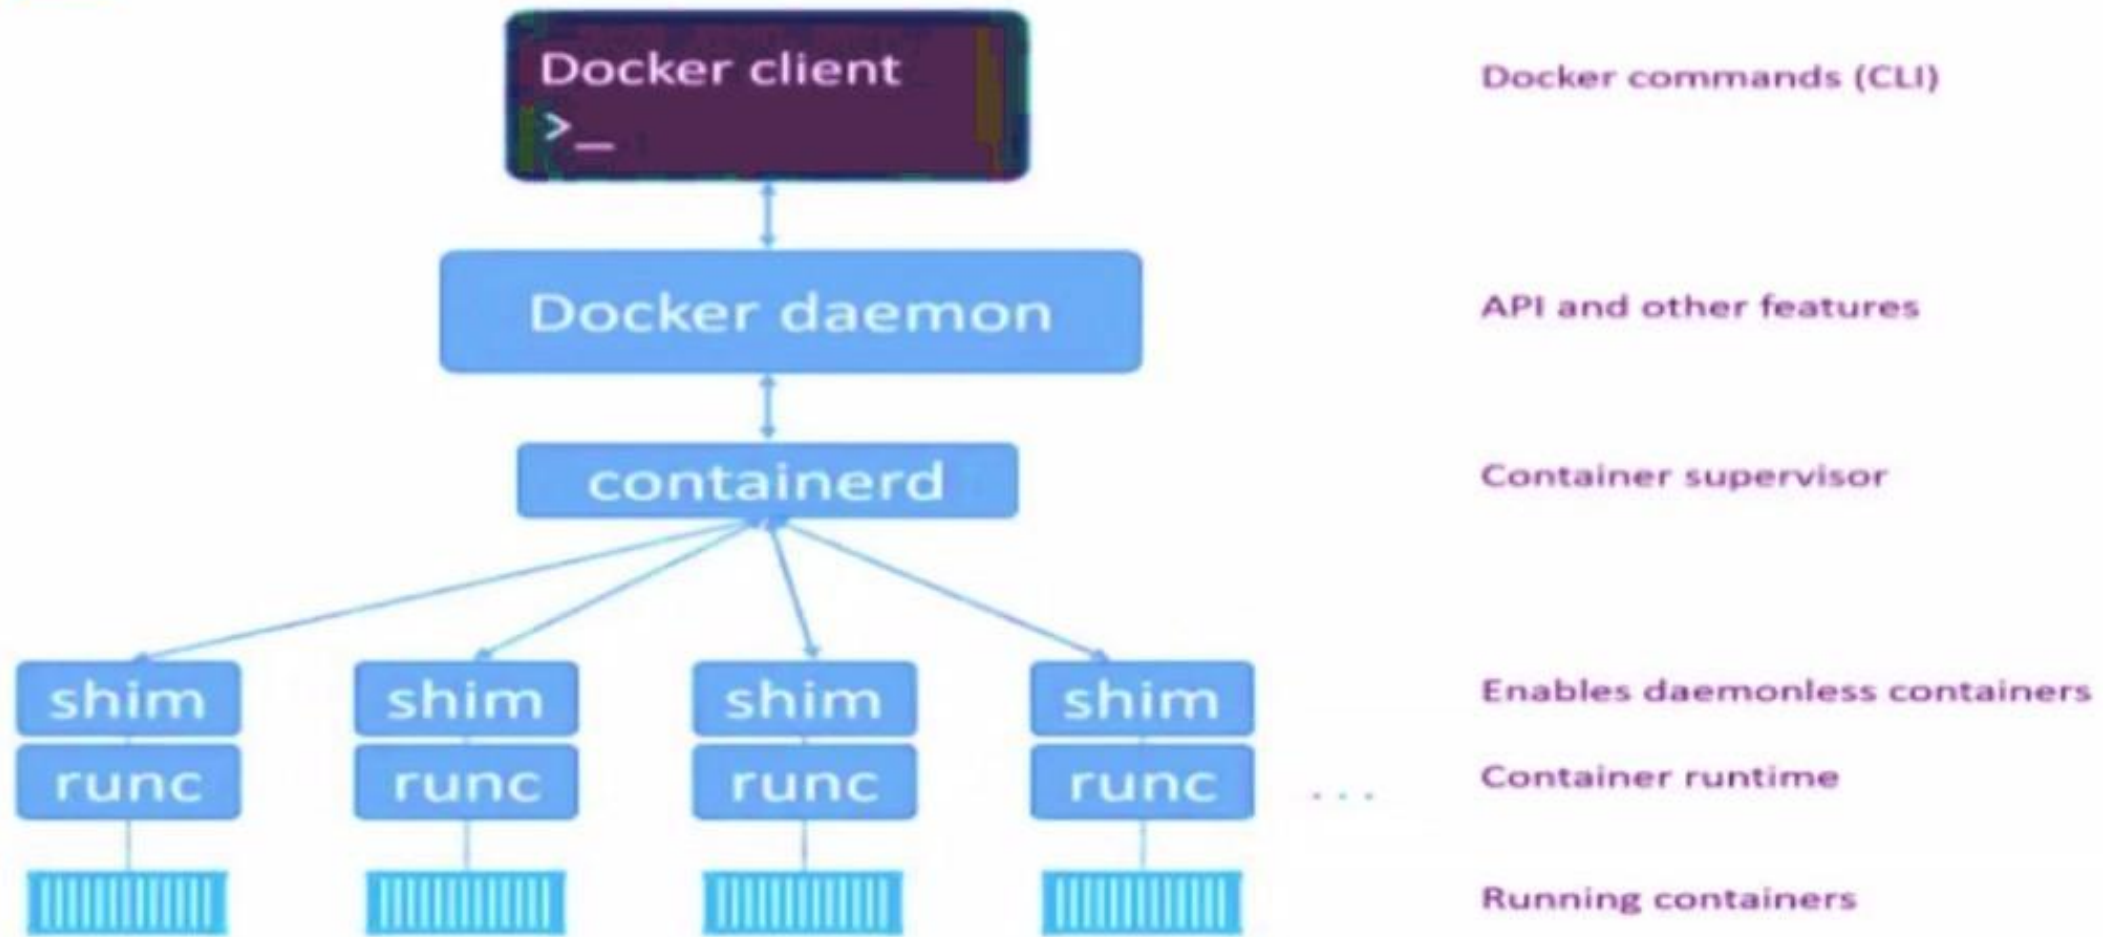 Docker client
>_
Docker commands (CLI)
Docker daemon
API and other features
containerd
Container supervisor
shim shim shim shim
Enables daemonless containers
runc runc runc runc
...
Container runtime
Running containers